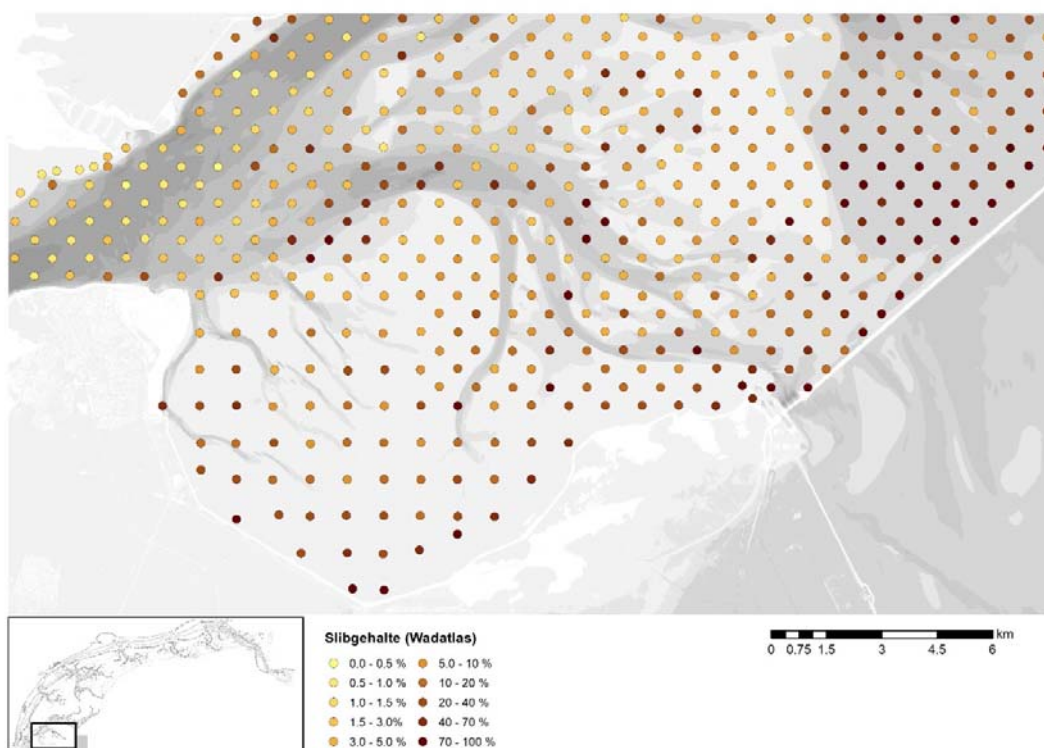 Slibgehalte (Wadatlas)
0.0 - 0.5 %
0.5 - 1.0 %
1.0 - 1.5 %
1.5 - 3.0%
3.0 - 5.0 %
5.0 - 10 %
10 - 20 %
20 - 40 %
40 - 70 %
70 - 100 %
km
0 0.75 1.5 3 4.5 6